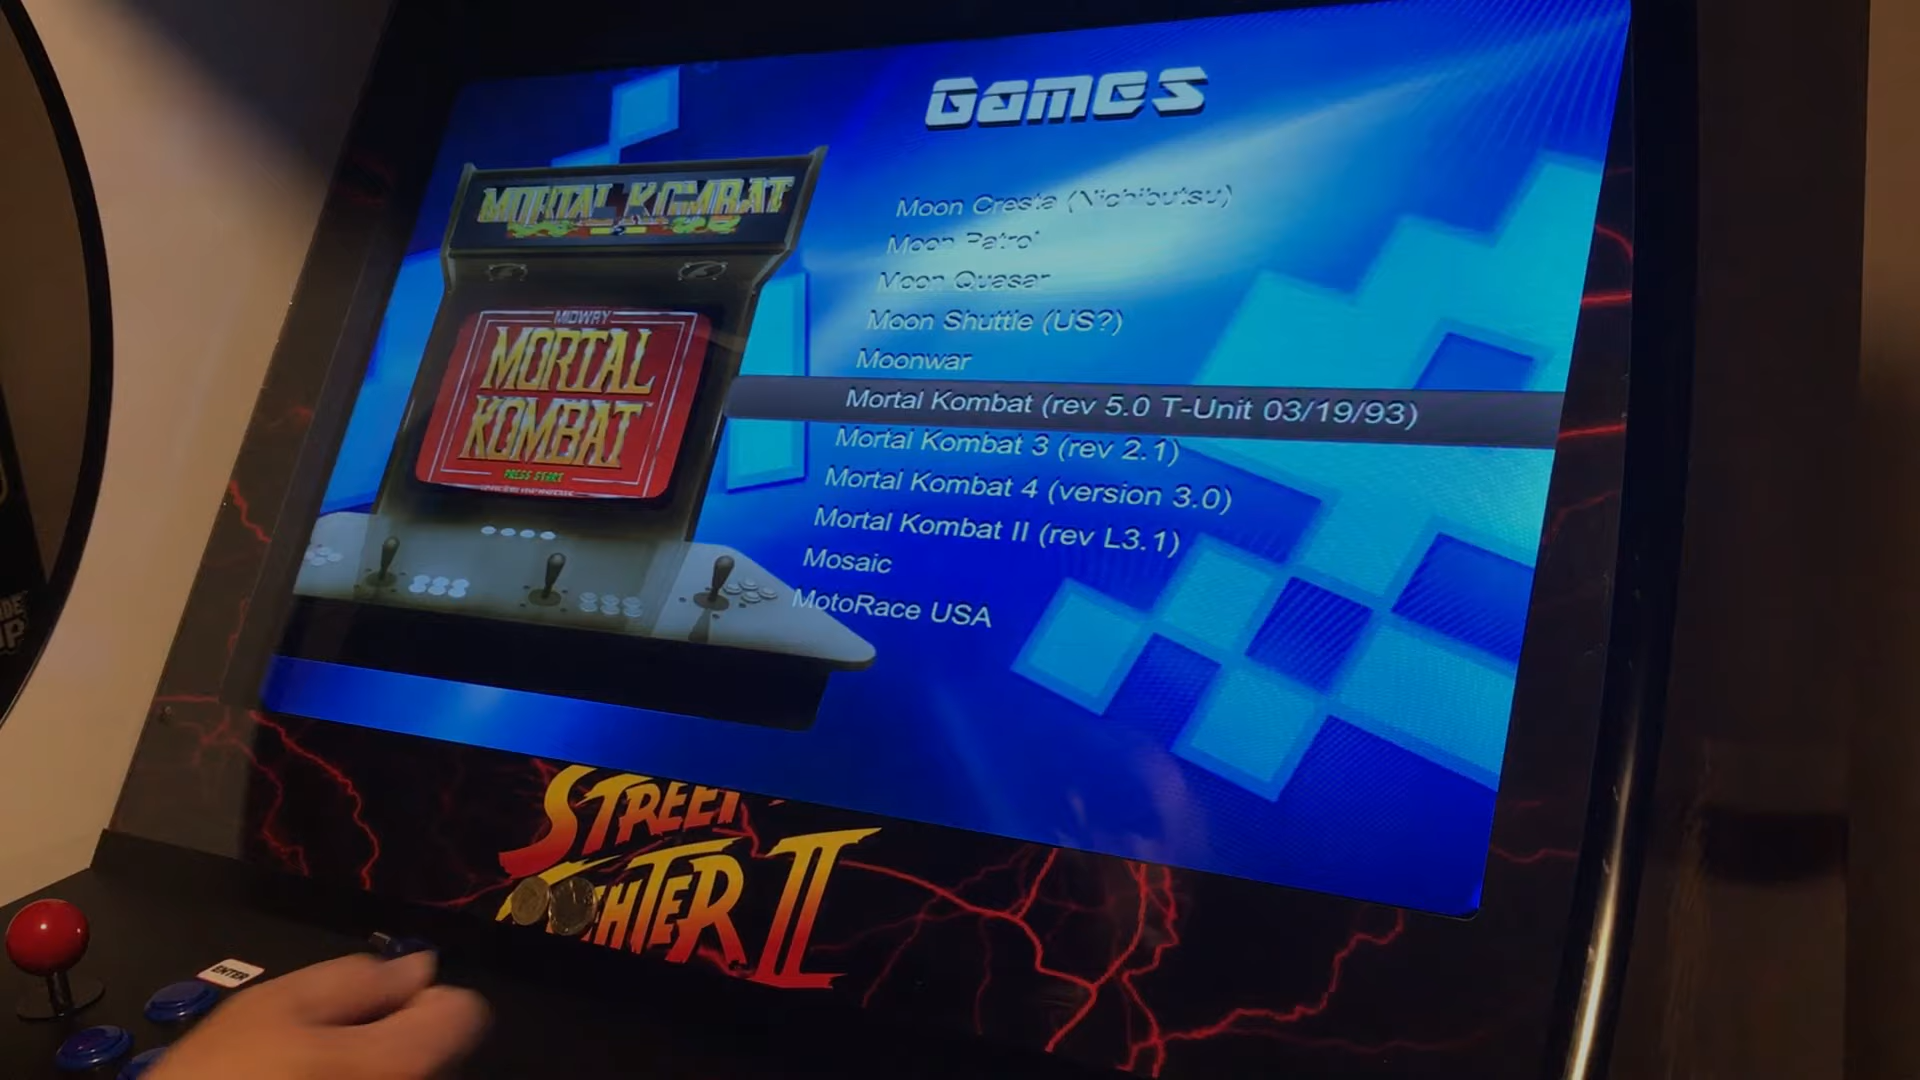 Games
Moon Cresta (Nichibutsu)
Moon Patrol
Moon Quasar
Moon Shuttle (US?)
Moonwar
Mortal Kombat (rev 5.0 T-Unit 03/19/93)
Mortal Kombat 3 (rev 2.1)
Mortal Kombat 4 (version 3.0)
Mortal Kombat II (rev L3.1)
Mosaic
MotoRace USA
MORTAL KOMBAT
MIDWAY
MORTAL
KOMBAT
PRESS START
STREET
FIGHTER II
ENTER